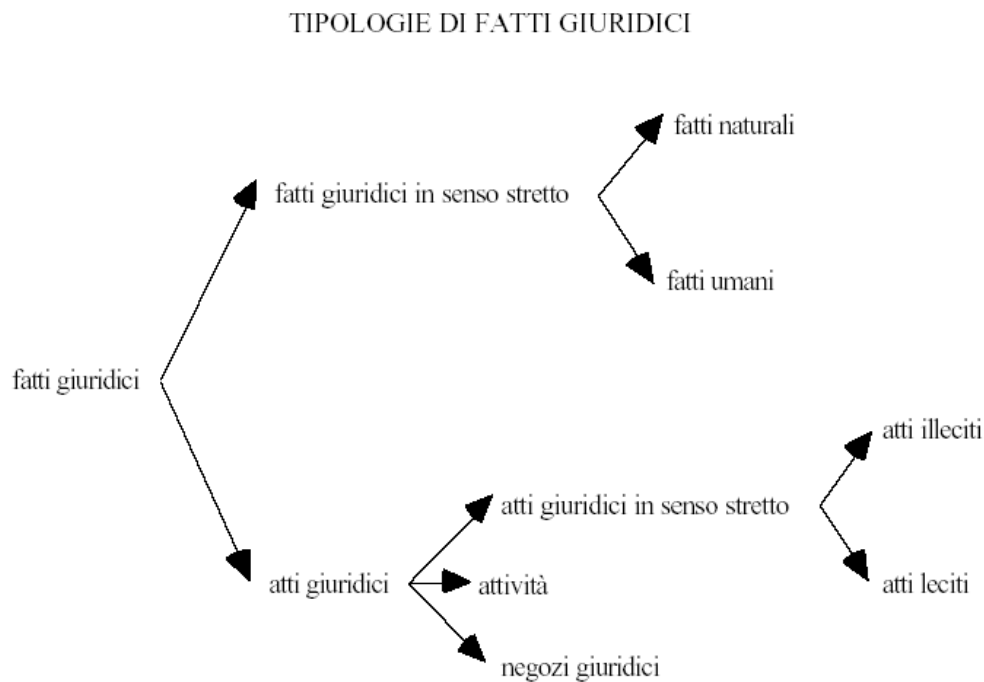 TIPOLOGIE DI FATTI GIURIDICI
fatti naturali
fatti giuridici in senso stretto
fatti umani
fatti giuridici
atti illeciti
atti giuridici in senso stretto
atti giuridici
attività
atti leciti
negozi giuridici